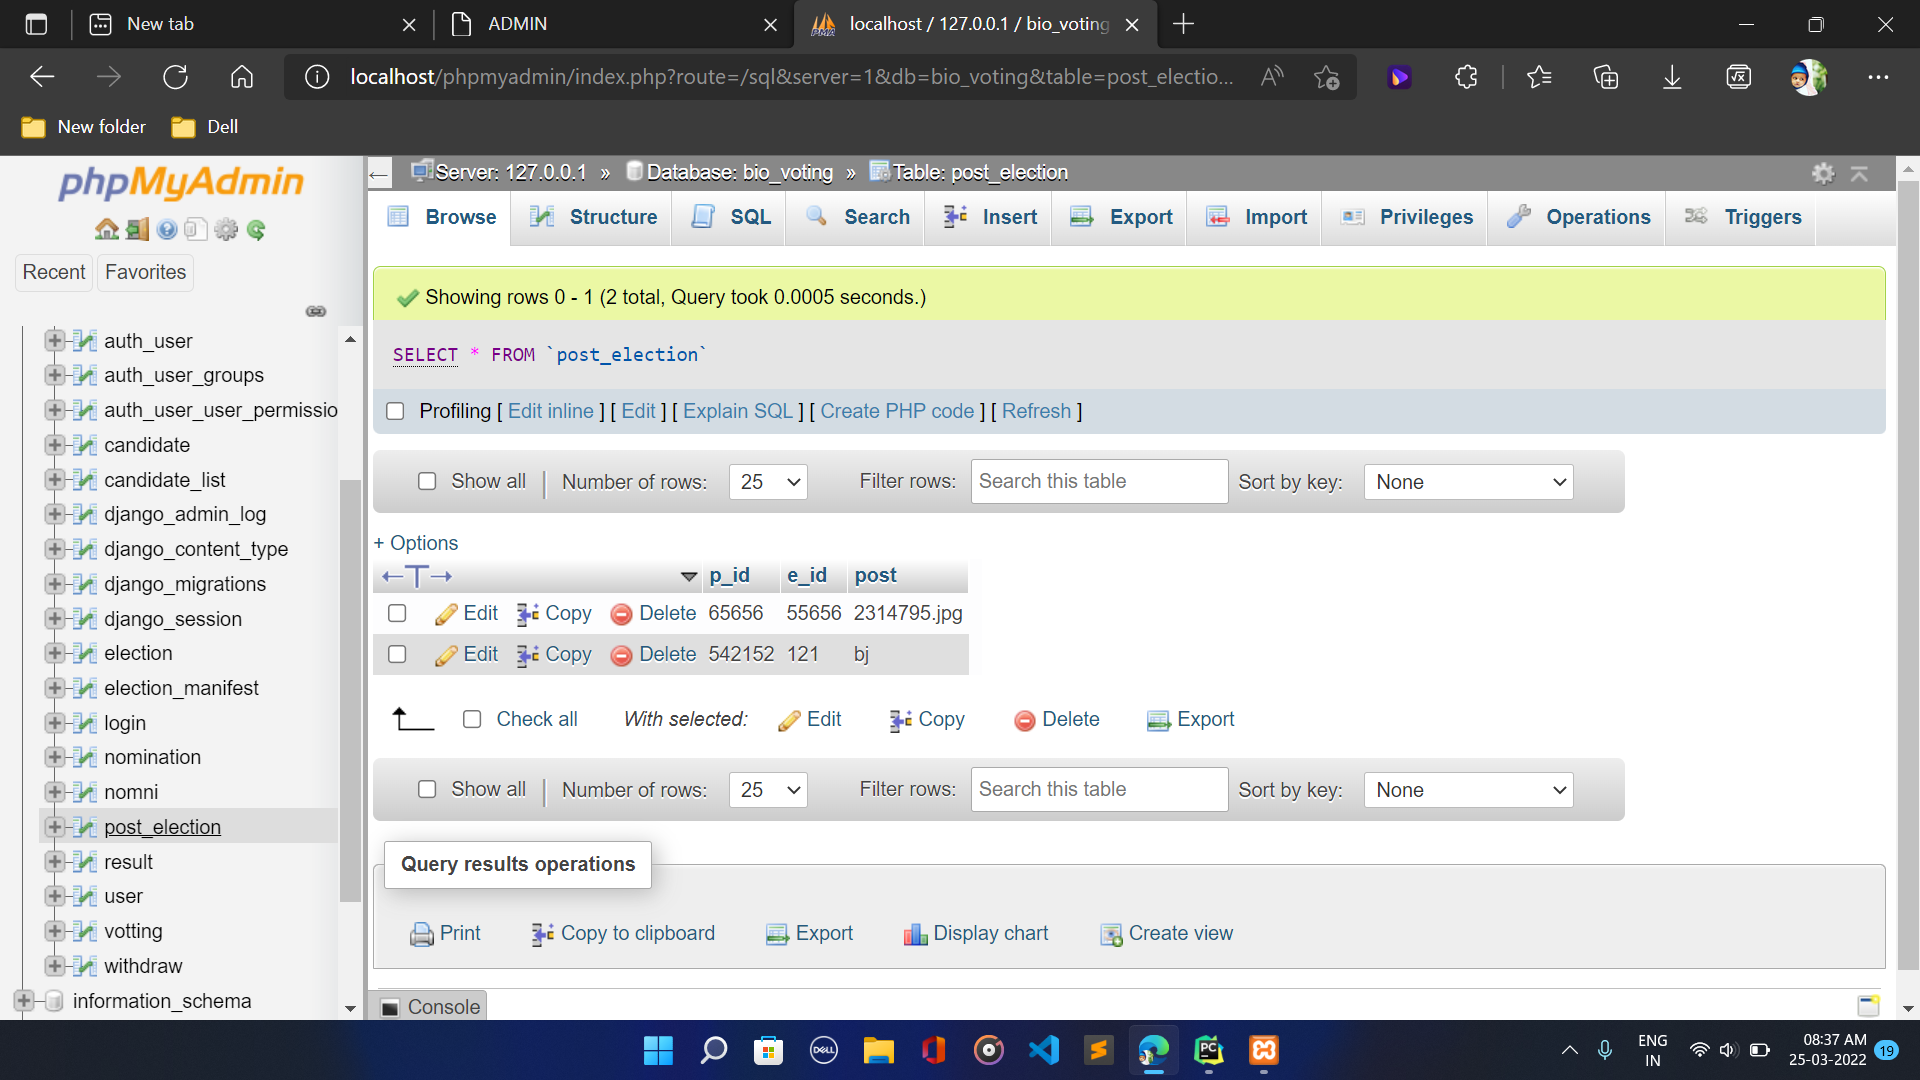 New tab
ADMIN
localhost / 127.0.0.1 / bio_voting
localhost/phpmyadmin/index.php?route=/sql&server=1&db=bio_voting&table=post_electio...
New folder
Dell
phpMyAdmin
Recent
Favorites
auth_user
auth_user_groups
auth_user_user_permissio
candidate
candidate_list
django_admin_log
django_content_type
django_migrations
django_session
election
election_manifest
login
nomination
nomni
post_election
result
user
votting
withdraw
information_schema
Server: 127.0.0.1 » Database: bio_voting » Table: post_election
Browse Structure SQL Search Insert Export Import Privileges Operations Triggers
Showing rows 0 - 1 (2 total, Query took 0.0005 seconds.)
SELECT * FROM `post_election`
Profiling [ Edit inline ] [ Edit ] [ Explain SQL ] [ Create PHP code ] [ Refresh ]
Show all Number of rows: 25 Filter rows: Search this table Sort by key: None
+ Options
p_id e_id post
Edit Copy Delete 65656 55656 2314795.jpg
Edit Copy Delete 542152 121 bj
Check all With selected: Edit Copy Delete Export
Show all Number of rows: 25 Filter rows: Search this table Sort by key: None
Query results operations
Print Copy to clipboard Export Display chart Create view
Console
ENG
IN
08:37 AM
25-03-2022
19